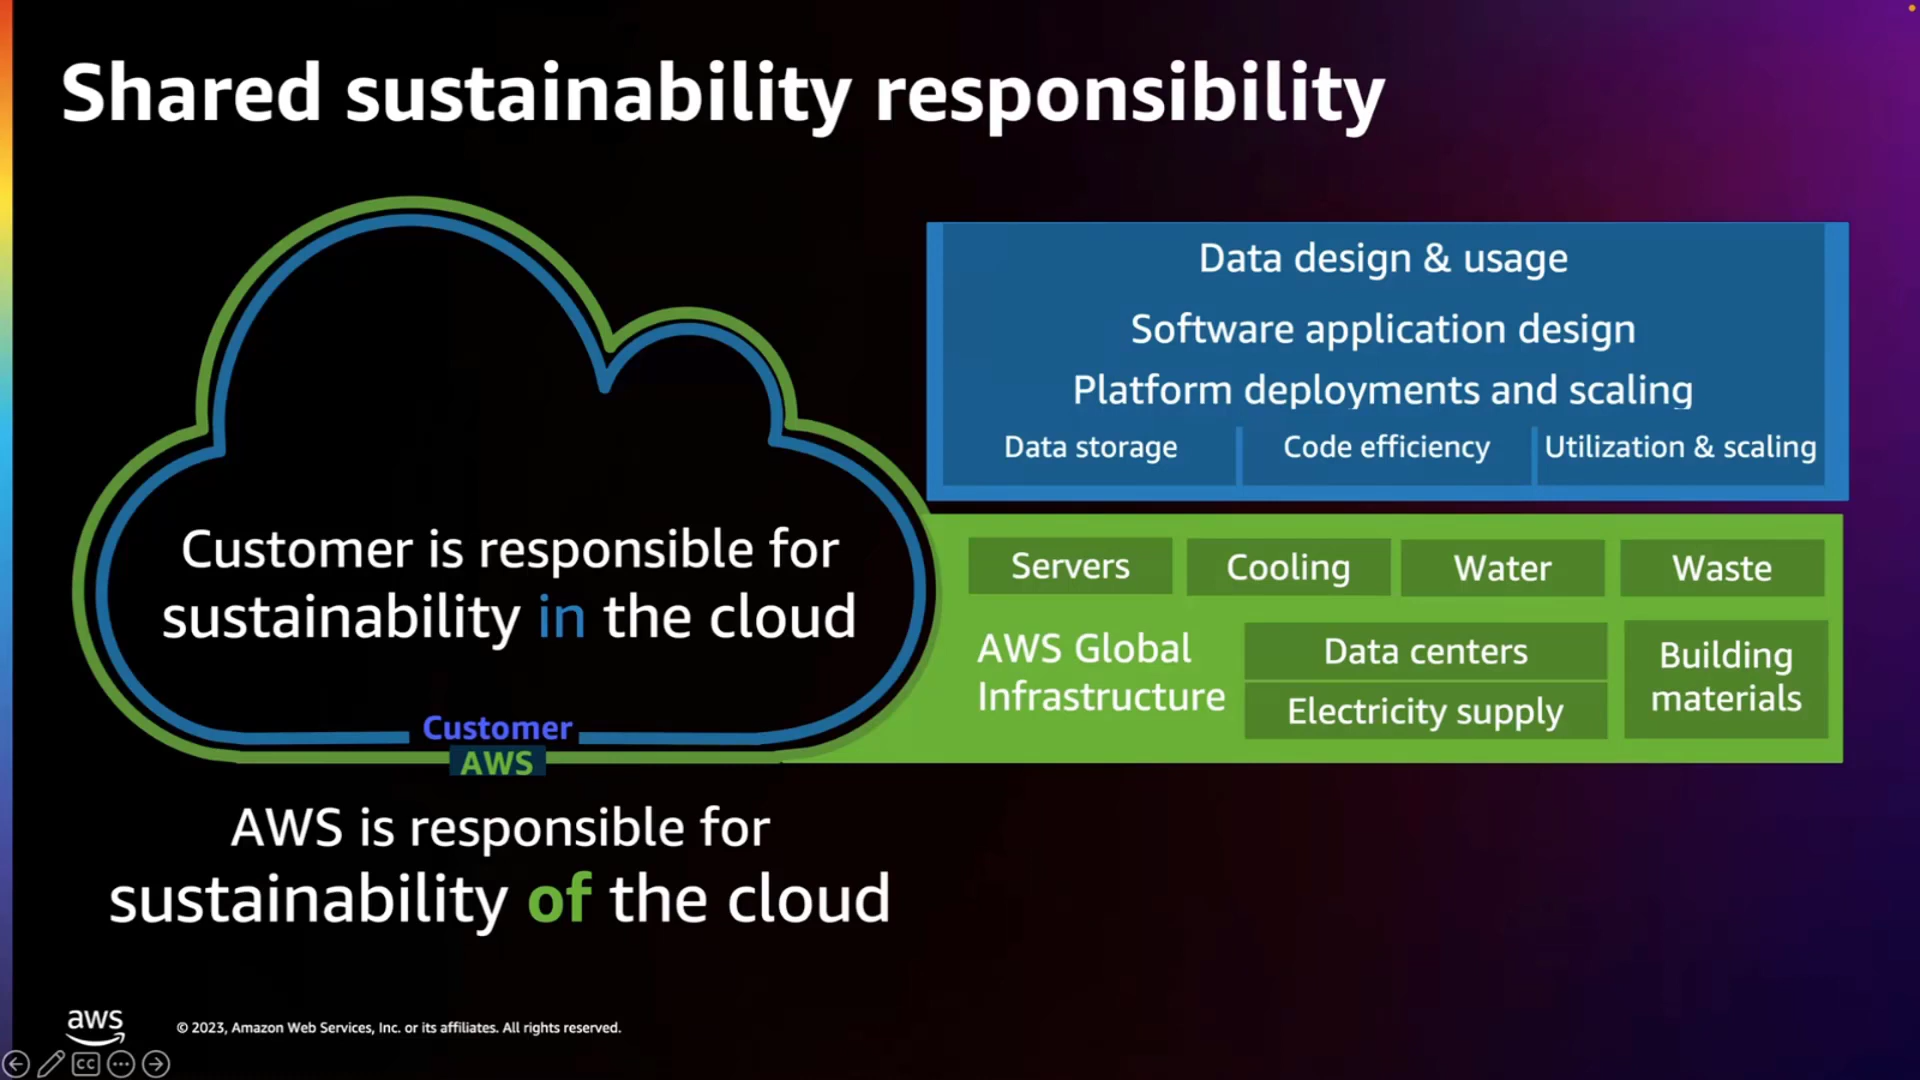 Shared sustainability responsibility
Customer is responsible for
sustainability in the cloud
Customer
AWS
AWS is responsible for
sustainability of the cloud
Data design & usage
Software application design
Platform deployments and scaling
Data storage
Code efficiency
Utilization & scaling
Servers
Cooling
Water
Waste
AWS Global
Infrastructure
Data centers
Electricity supply
Building
materials
aws
© 2023, Amazon Web Services, Inc. or its affiliates. All rights reserved.
CC